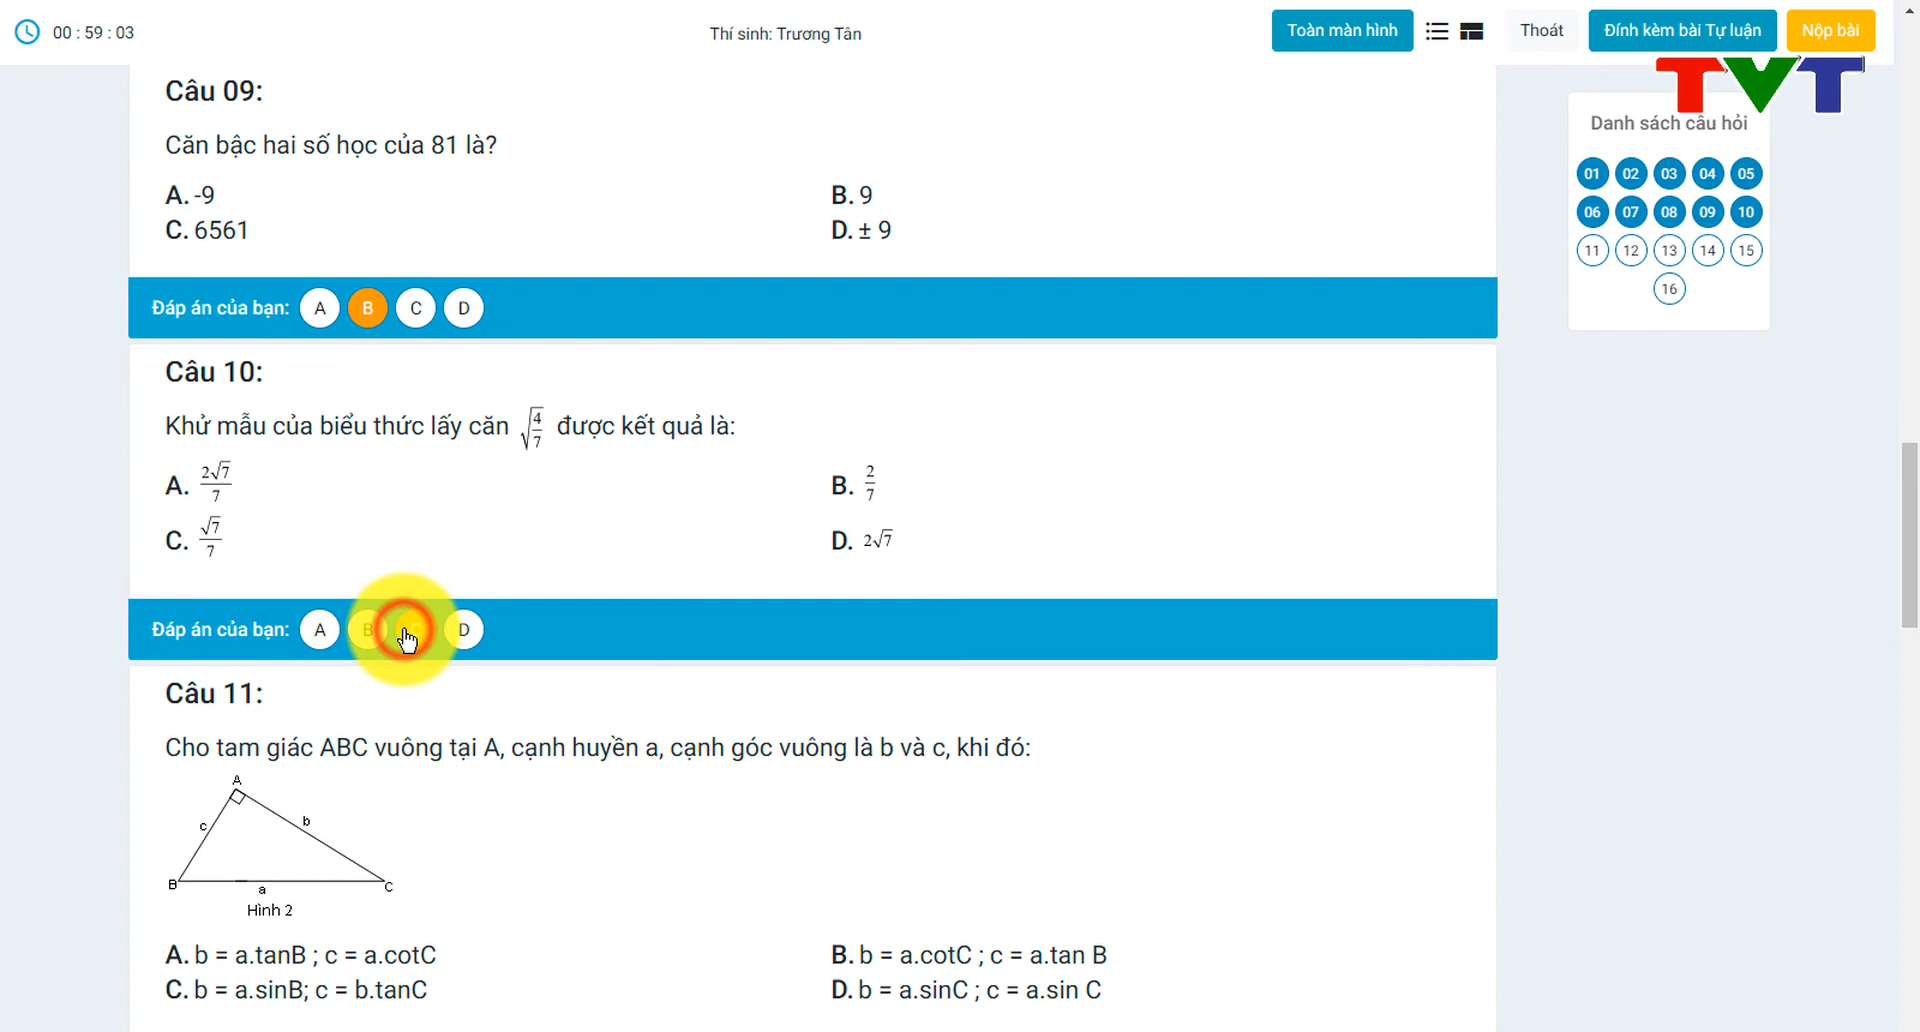 00 : 59 : 03
Thí sinh: Trương Tân
Toàn màn hình
Thoát
Đính kèm bài Tự luận
Nộp bài
TVT
Câu 09:
Căn bậc hai số học của 81 là?
A. -9
B. 9
C. 6561
D. ± 9
Đáp án của bạn: A B C D
Câu 10:
Khử mẫu của biểu thức lấy căn √(4/7) được kết quả là:
A. 2√7/7
B. 2/7
C. √7/7
D. 2√7
Đáp án của bạn: A B C D
Câu 11:
Cho tam giác ABC vuông tại A, cạnh huyền a, cạnh góc vuông là b và c, khi đó:
A
c
b
B
a
C
Hình 2
A. b = a.tanB ; c = a.cotC
B. b = a.cotC ; c = a.tan B
C. b = a.sinB; c = b.tanC
D. b = a.sinC ; c = a.sin C
Danh sách câu hỏi
01 02 03 04 05
06 07 08 09 10
11 12 13 14 15
16